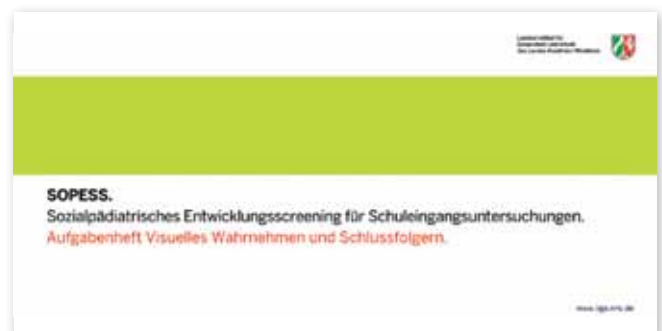 SOPESS.
Sozialpädiatrisches Entwicklungsscreening für Schuleingangsuntersuchungen.
Aufgabenheft Visuelles Wahrnehmen und Schlussfolgern.